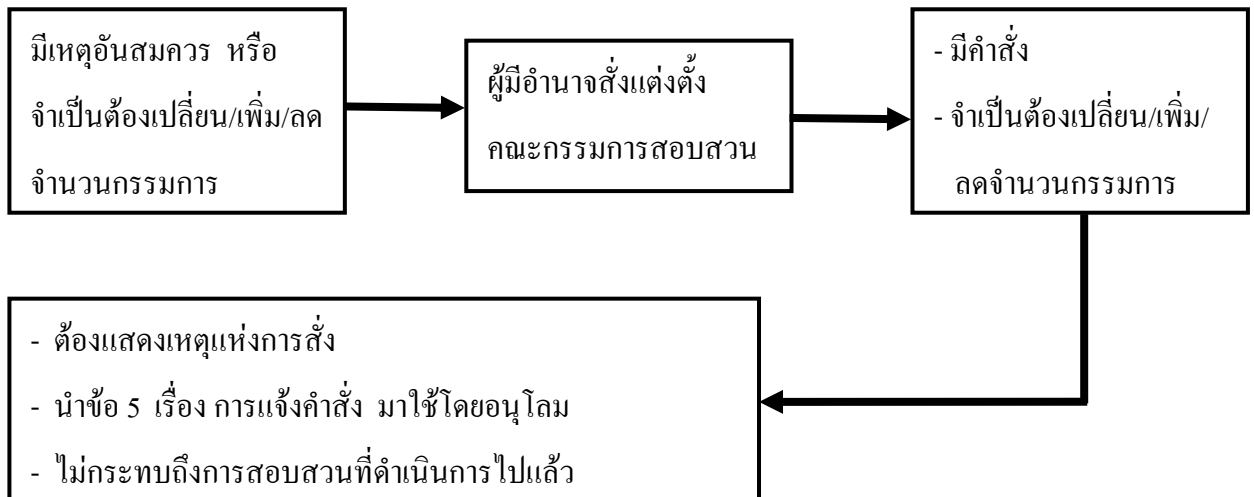 มีเหตุอันสมควร หรือ
จำเป็นต้องเปลี่ยน/เพิ่ม/ลด
จำนวนกรรมการ
ผู้มีอำนาจสั่งแต่งตั้ง
คณะกรรมการสอบสวน
- มีคำสั่ง
- จำเป็นต้องเปลี่ยน/เพิ่ม/
ลดจำนวนกรรมการ
- ต้องแสดงเหตุแห่งการสั่ง
- นำข้อ 5 เรื่อง การแจ้งคำสั่ง มาใช้โดยอนุโลม
- ไม่กระทบถึงการสอบสวนที่ดำเนินการไปแล้ว